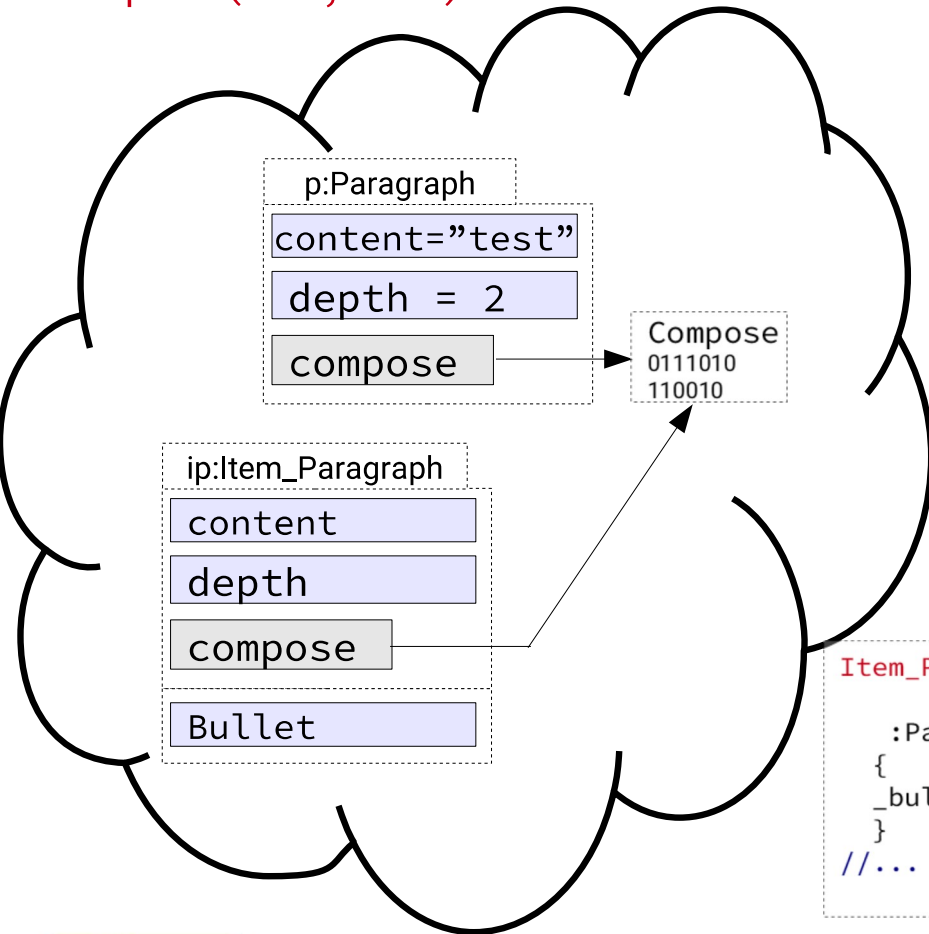 p:Paragraph
content=”test”
depth = 2
compose
Compose
0111010
110010
ip:Item_Paragraph
content
depth
compose
Bullet
Item_P
:Pa
{
_bul
}
//...